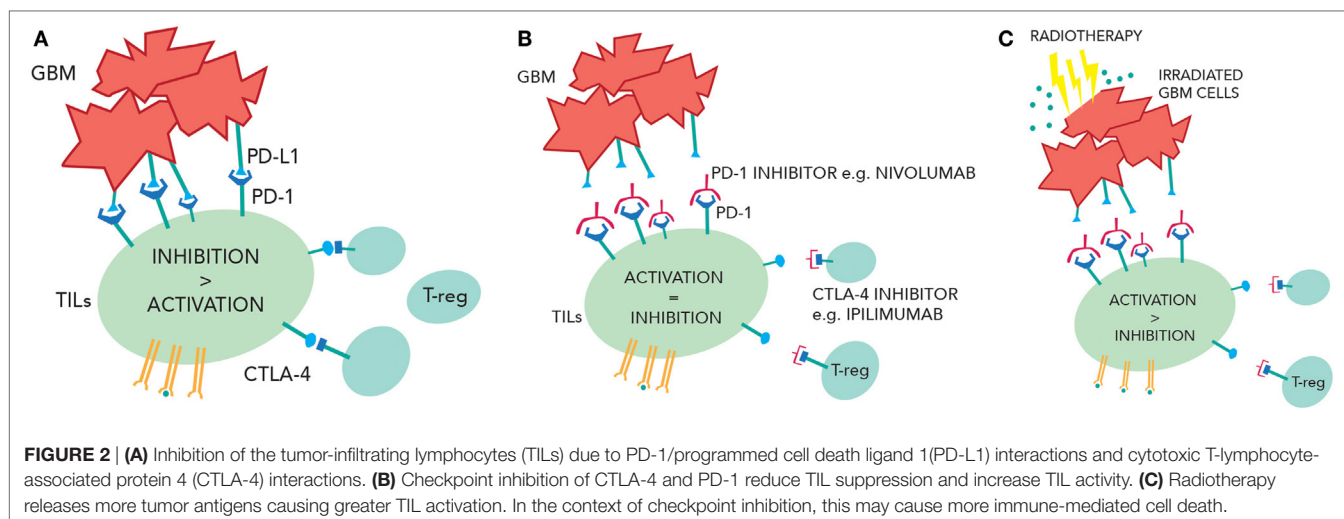 A
GBM
PD-L1
PD-1
INHIBITION
>
ACTIVATION
TILs
T-reg
CTLA-4
B
GBM
PD-1 INHIBITOR e.g. NIVOLUMAB
PD-1
ACTIVATION
=
INHIBITION
TILs
CTLA-4 INHIBITOR
e.g. IPILIMUMAB
T-reg
C
RADIOTHERAPY
IRRADIATED
GBM CELLS
ACTIVATION
>
INHIBITION
T-reg
FIGURE 2 | (A) Inhibition of the tumor-infiltrating lymphocytes (TILs) due to PD-1/programmed cell death ligand 1(PD-L1) interactions and cytotoxic T-lymphocyte-
associated protein 4 (CTLA-4) interactions. (B) Checkpoint inhibition of CTLA-4 and PD-1 reduce TIL suppression and increase TIL activity. (C) Radiotherapy
releases more tumor antigens causing greater TIL activation. In the context of checkpoint inhibition, this may cause more immune-mediated cell death.